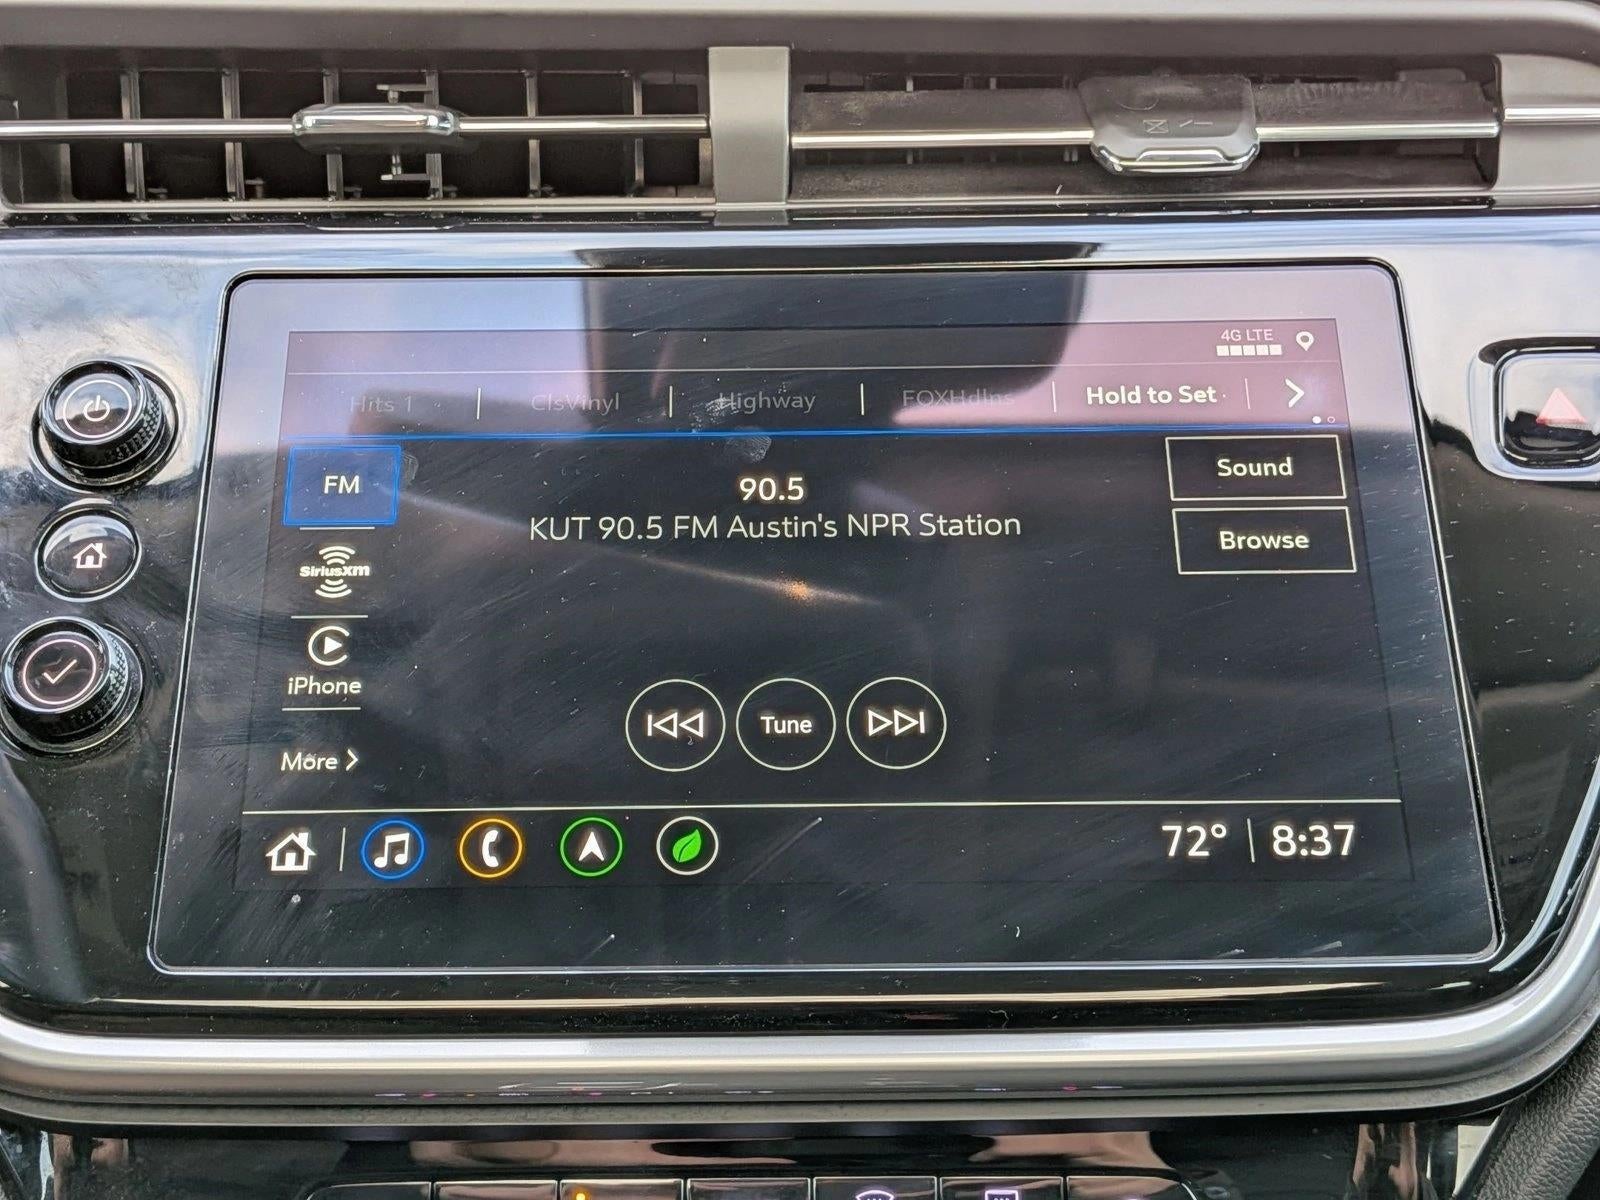 4G LTE
Hits 1
ClsVinyl
Highway
FOXHdlns
Hold to Set
FM
90.5
KUT 90.5 FM Austin's NPR Station
Sound
Browse
SiriusXM
iPhone
Tune
More
72° 8:37